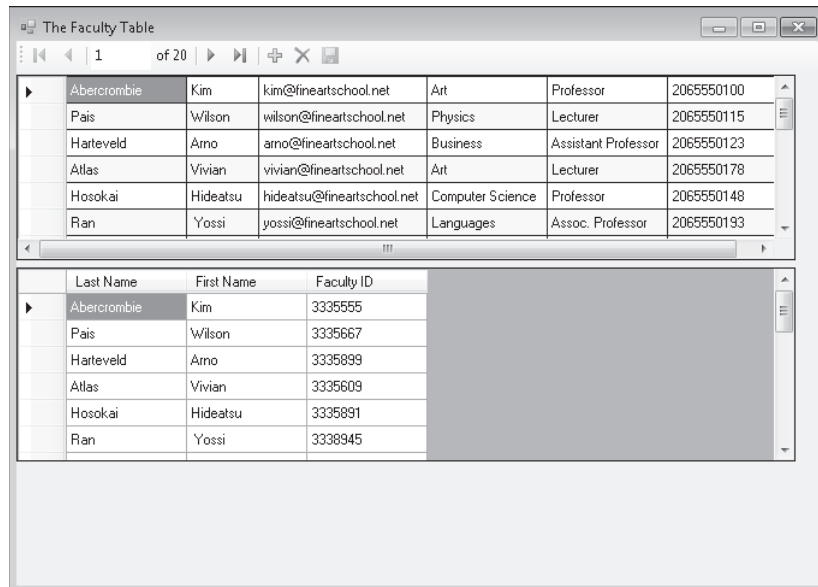 The Faculty Table
1 of 20
Abercrombie Kim kim@fineartschool.net Art Professor 2065550100
Pais Wilson wilson@fineartschool.net Physics Lecturer 2065550115
Harteveld Arno arno@fineartschool.net Business Assistant Professor 2065550123
Atlas Vivian vivian@fineartschool.net Art Lecturer 2065550178
Hosokai Hideatsu hideatsu@fineartschool.net Computer Science Professor 2065550148
Ran Yossi yossi@fineartschool.net Languages Assoc. Professor 2065550193
Last Name First Name Faculty ID
Abercrombie Kim 3335555
Pais Wilson 3335667
Harteveld Arno 3335899
Atlas Vivian 3335609
Hosokai Hideatsu 3335891
Ran Yossi 3338945